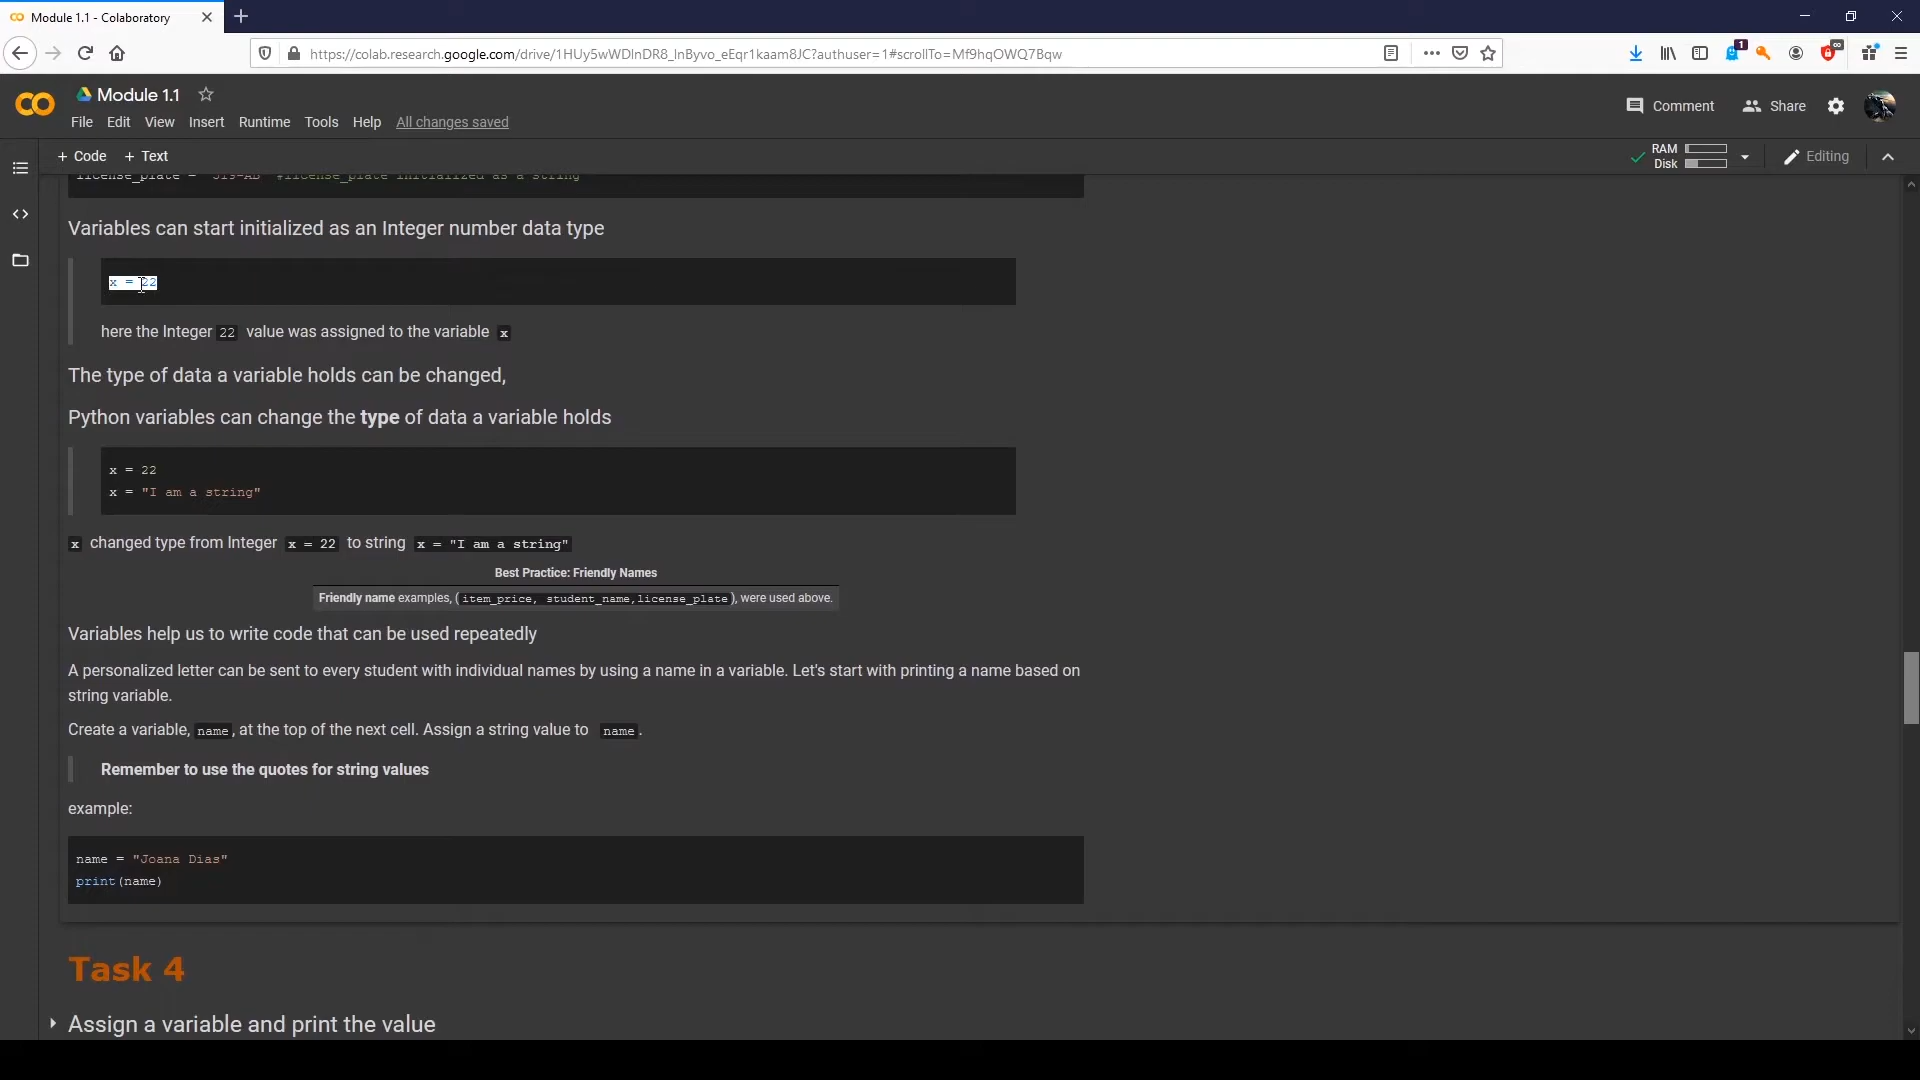 Module 1.1 - Colaboratory
https://colab.research.google.com/drive/1HUy5wWDlnDR8_lnByvo_eEqr1kaam8JC?authuser=1#scrollTo=Mf9hqOWQ7Bqw
1
Module 1.1
File Edit View Insert Runtime Tools Help All changes saved
Comment Share
+ Code + Text
RAM
Disk
Editing
license_plate = #license_plate initialized as a string
Variables can start initialized as an Integer number data type
x = 22
here the Integer 22 value was assigned to the variable x
The type of data a variable holds can be changed,
Python variables can change the type of data a variable holds
x = 22
x = "I am a string"
x changed type from Integer x = 22 to string x = "I am a string"
Best Practice: Friendly Names
Friendly name examples, (item_price, student_name,license_plate), were used above.
Variables help us to write code that can be used repeatedly
A personalized letter can be sent to every student with individual names by using a name in a variable. Let's start with printing a name based on
string variable.
Create a variable, name, at the top of the next cell. Assign a string value to name.
Remember to use the quotes for string values
example:
name = "Joana Dias"
print(name)
Task 4
Assign a variable and print the value